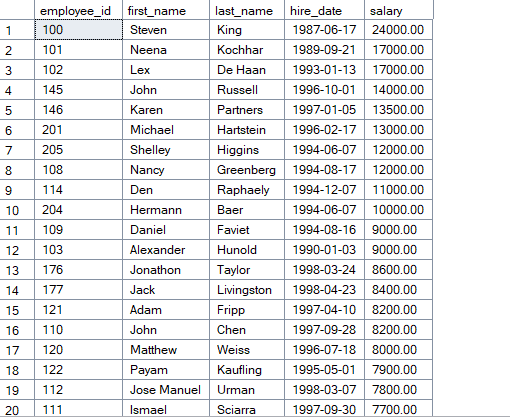 employee_id first_name last_name hire_date salary
1 100 Steven King 1987-06-17 24000.00
2 101 Neena Kochhar 1989-09-21 17000.00
3 102 Lex De Haan 1993-01-13 17000.00
4 145 John Russell 1996-10-01 14000.00
5 146 Karen Partners 1997-01-05 13500.00
6 201 Michael Hartstein 1996-02-17 13000.00
7 205 Shelley Higgins 1994-06-07 12000.00
8 108 Nancy Greenberg 1994-08-17 12000.00
9 114 Den Raphaely 1994-12-07 11000.00
10 204 Hermann Baer 1994-06-07 10000.00
11 109 Daniel Faviet 1994-08-16 9000.00
12 103 Alexander Hunold 1990-01-03 9000.00
13 176 Jonathon Taylor 1998-03-24 8600.00
14 177 Jack Livingston 1998-04-23 8400.00
15 121 Adam Fripp 1997-04-10 8200.00
16 110 John Chen 1997-09-28 8200.00
17 120 Matthew Weiss 1996-07-18 8000.00
18 122 Payam Kaufling 1995-05-01 7900.00
19 112 Jose Manuel Urman 1998-03-07 7800.00
20 111 Ismael Sciarra 1997-09-30 7700.00